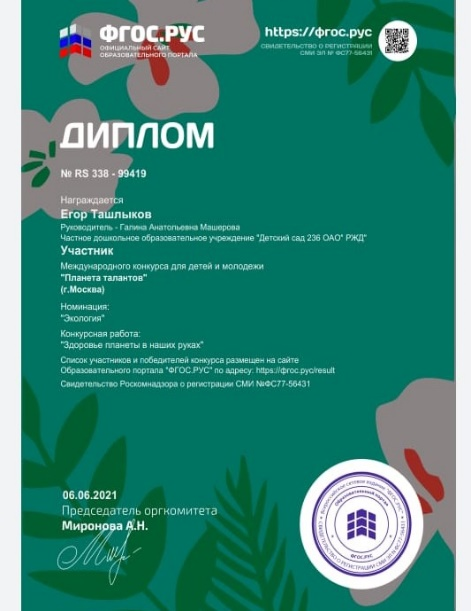 ФГОС.РУС
ОФИЦИАЛЬНЫЙ САЙТ
ОБРАЗОВАТЕЛЬНОГО ПОРТАЛА
https://фгос.рус
СВИДЕТЕЛЬСТВО О РЕГИСТРАЦИИ
СМИ ЭЛ № ФС77-56431
ДИПЛОМ
№ RS 338 - 99419
Награждается
Егор Ташлыков
Руководитель - Галина Анатольевна Машерова
Частное дошкольное образовательное учреждение "Детский сад 236 ОАО" РЖД"
Участник
Международного конкурса для детей и молодежи
"Планета талантов"
(г.Москва)
Номинация:
"Экология"
Конкурсная работа:
"Здоровье планеты в наших руках"
Список участников и победителей конкурса размещен на сайте
Образовательного портала "ФГОС.РУС" по адресу: https://фгос.рус/result
Свидетельство Роскомнадзора о регистрации СМИ №ФС77-56431
06.06.2021
Председатель оргкомитета
Миронова А.Н.
Образовательный портал
ФГОС.РУС